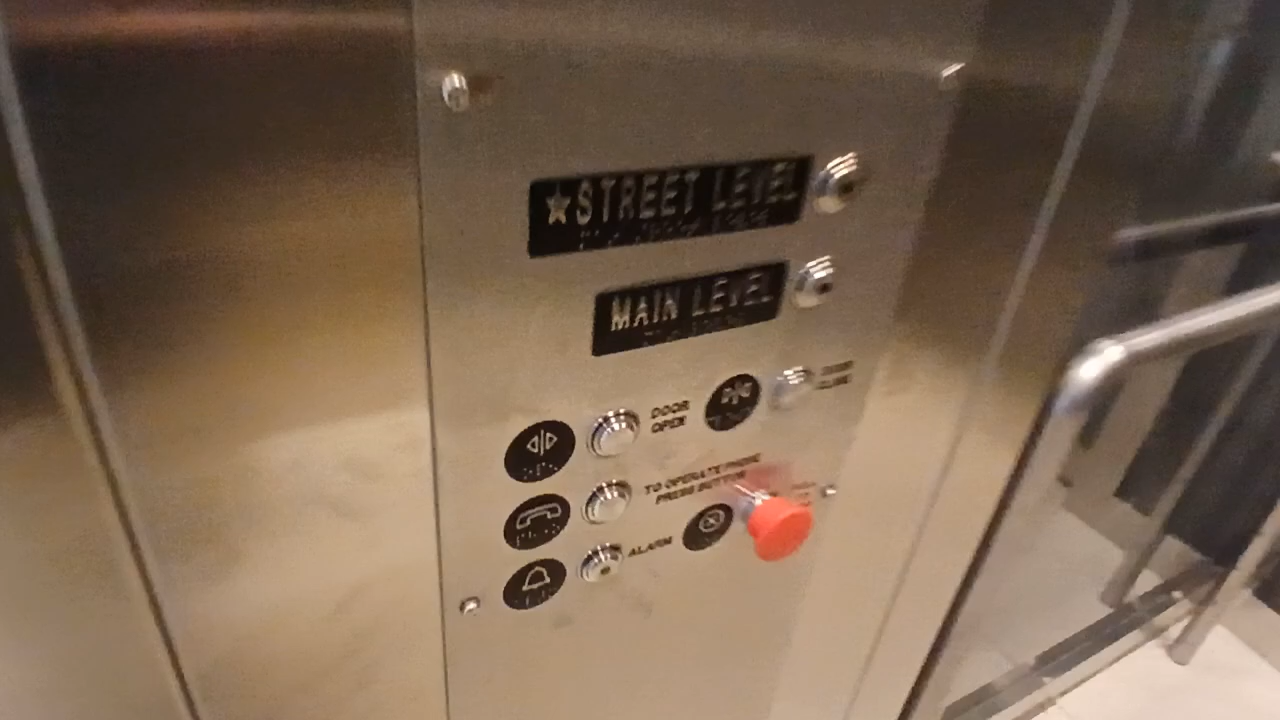 ★STREET LEVEL
MAIN LEVEL
DOOR
OPEN
TO OPERATE PHONE
PRESS BUTTON
ALARM